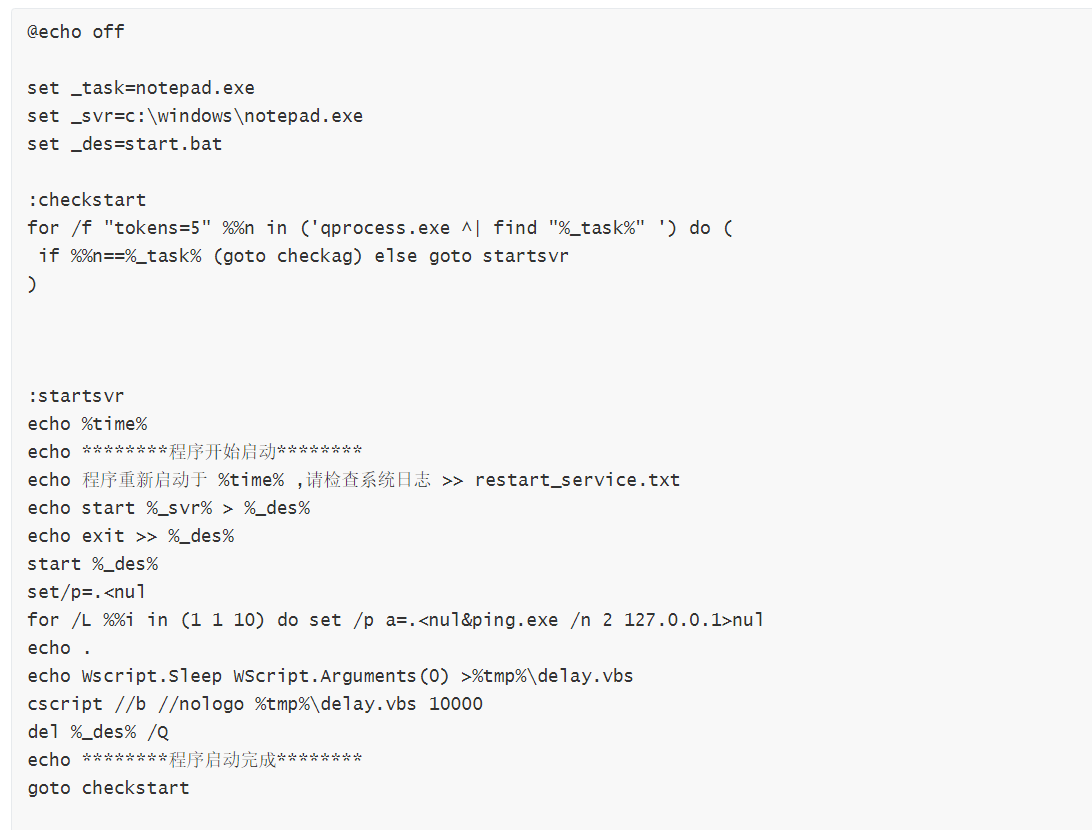 @echo off
set _task=notepad.exe
set _svr=c:\windows\notepad.exe
set _des=start.bat
:checkstart
for /f "tokens=5" %%n in ('qprocess.exe ^| find "%_task%" ') do (
 if %%n==%_task% (goto checkag) else goto startsvr
)
:startsvr
echo %time%
echo ********程序开始启动********
echo 程序重新启动于 %time% ,请检查系统日志 >> restart_service.txt
echo start %_svr% > %_des%
echo exit >> %_des%
start %_des%
set/p=.<nul
for /L %%i in (1 1 10) do set /p a=.<nul&ping.exe /n 2 127.0.0.1>nul
echo .
echo Wscript.Sleep WScript.Arguments(0) >%tmp%\delay.vbs
cscript //b //nologo %tmp%\delay.vbs 10000
del %_des% /Q
echo ********程序启动完成********
goto checkstart